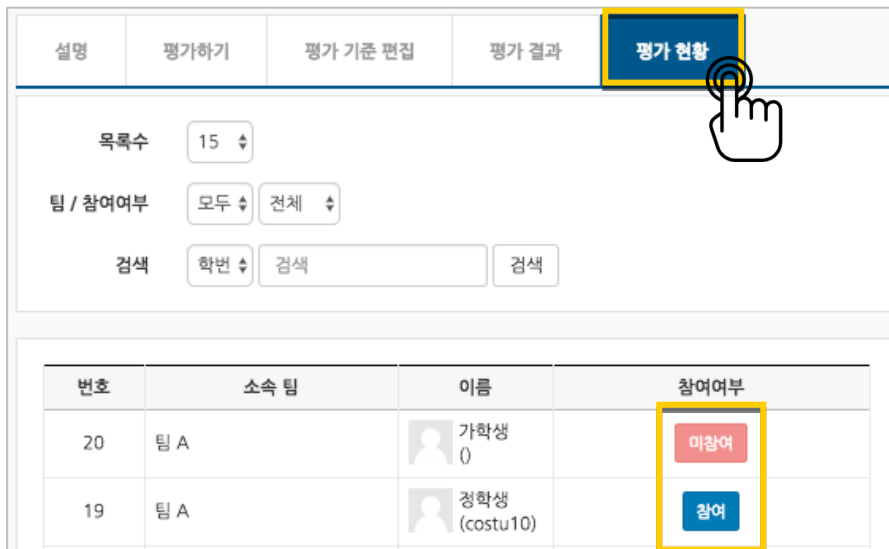 설명 평가하기 평가 기준 편집 평가 결과 평가 현황
목록수 15
팀 / 참여여부 모두 전체
검색 학번 검색 검색
번호 소속 팀 이름 참여여부
20 팀 A 가학생 미참여
()
19 팀 A 정학생 참여
(costu10)